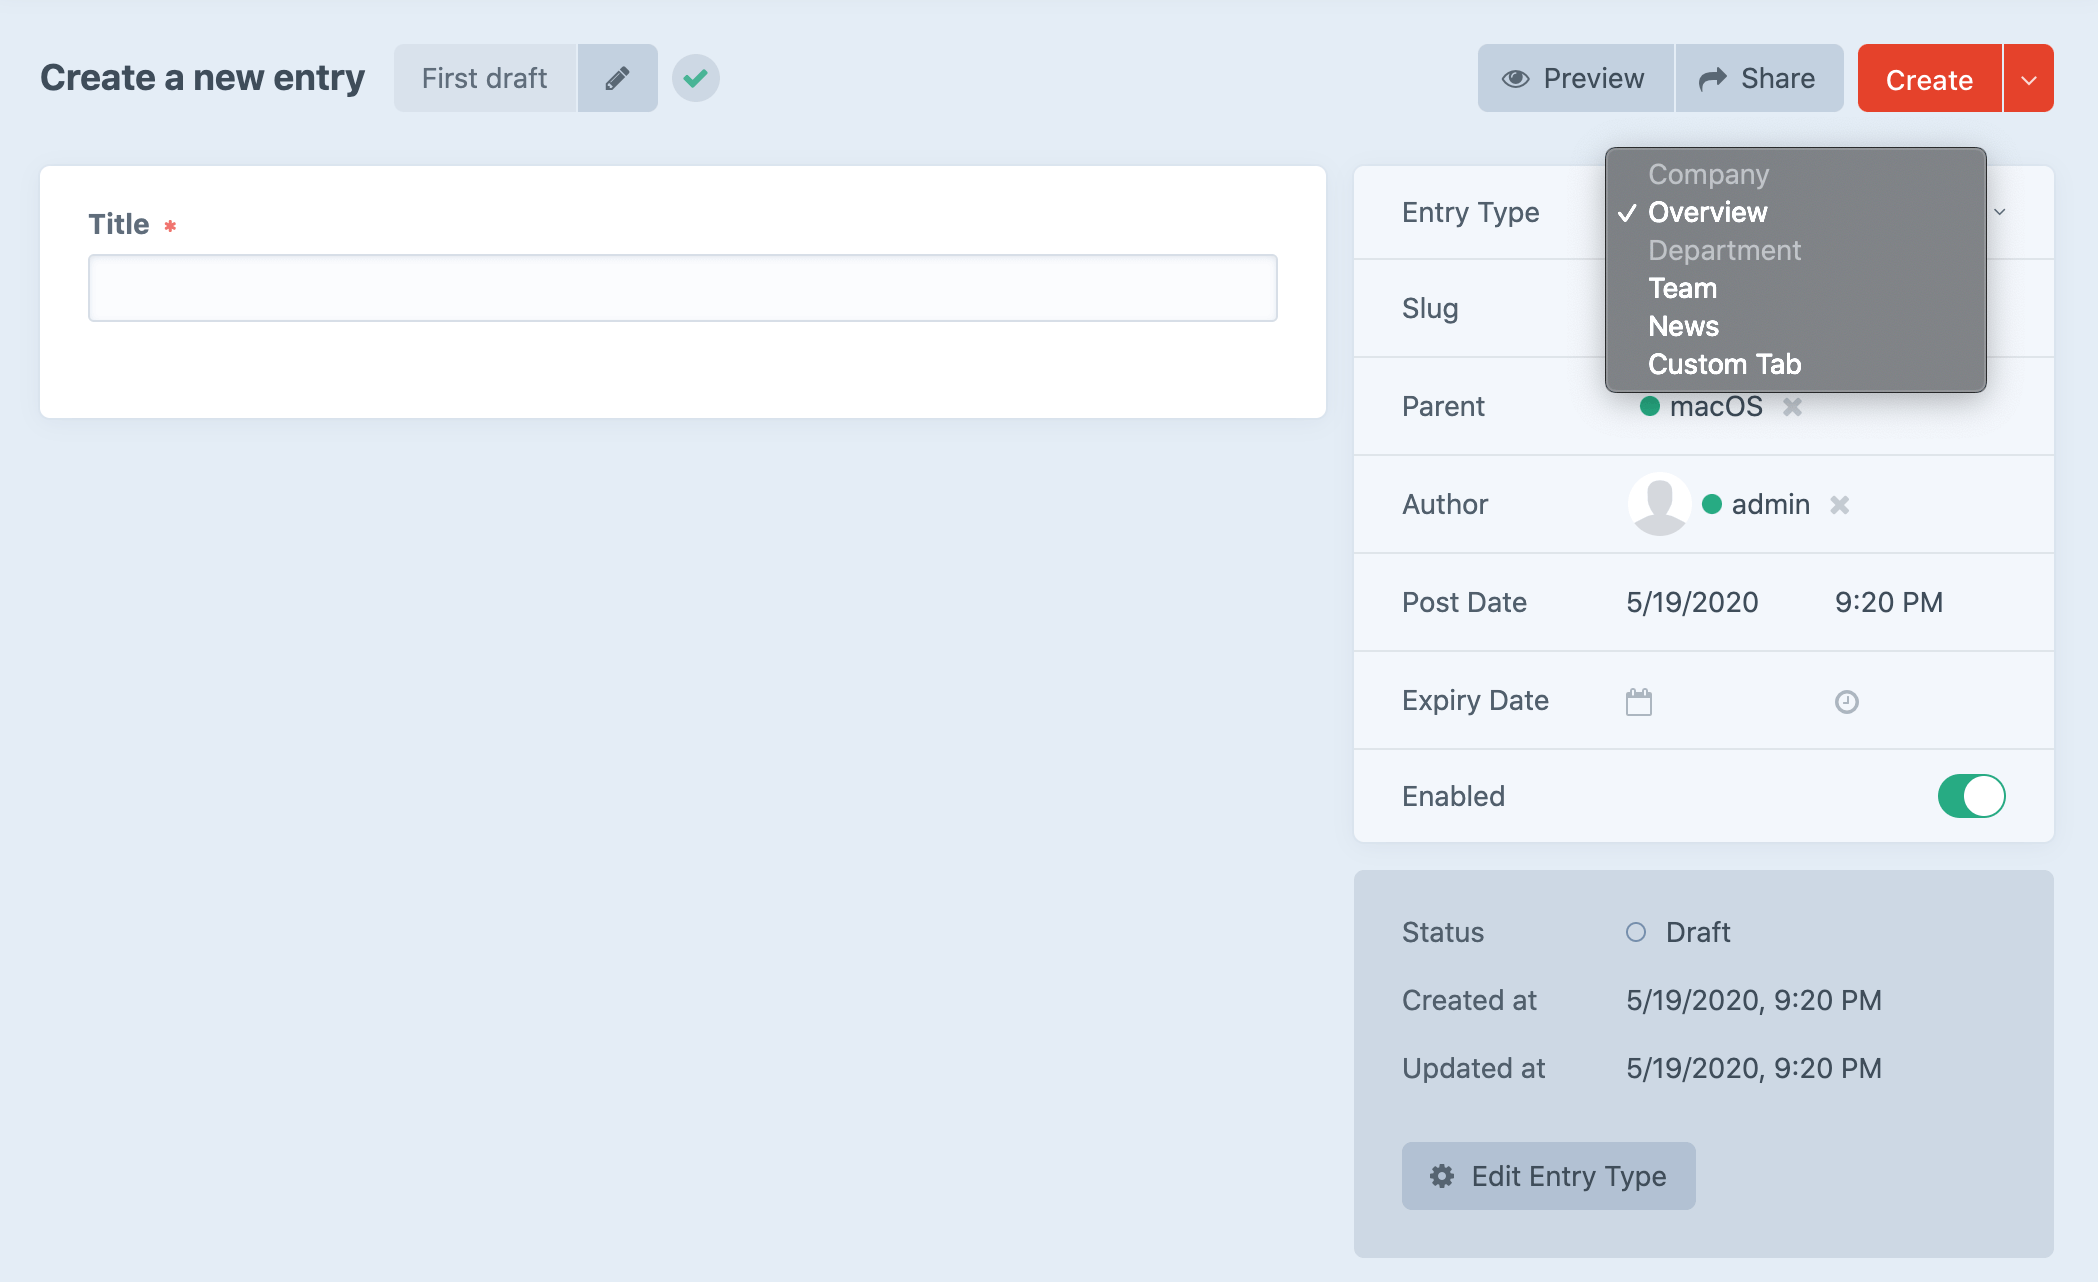 Create a new entry
First draft
Preview
Share
Create
Title *
Entry Type
Company
Overview
Department
Team
News
Custom Tab
Slug
Parent
macOS
Author
admin
Post Date
5/19/2020
9:20 PM
Expiry Date
Enabled
Status
Draft
Created at
5/19/2020, 9:20 PM
Updated at
5/19/2020, 9:20 PM
Edit Entry Type